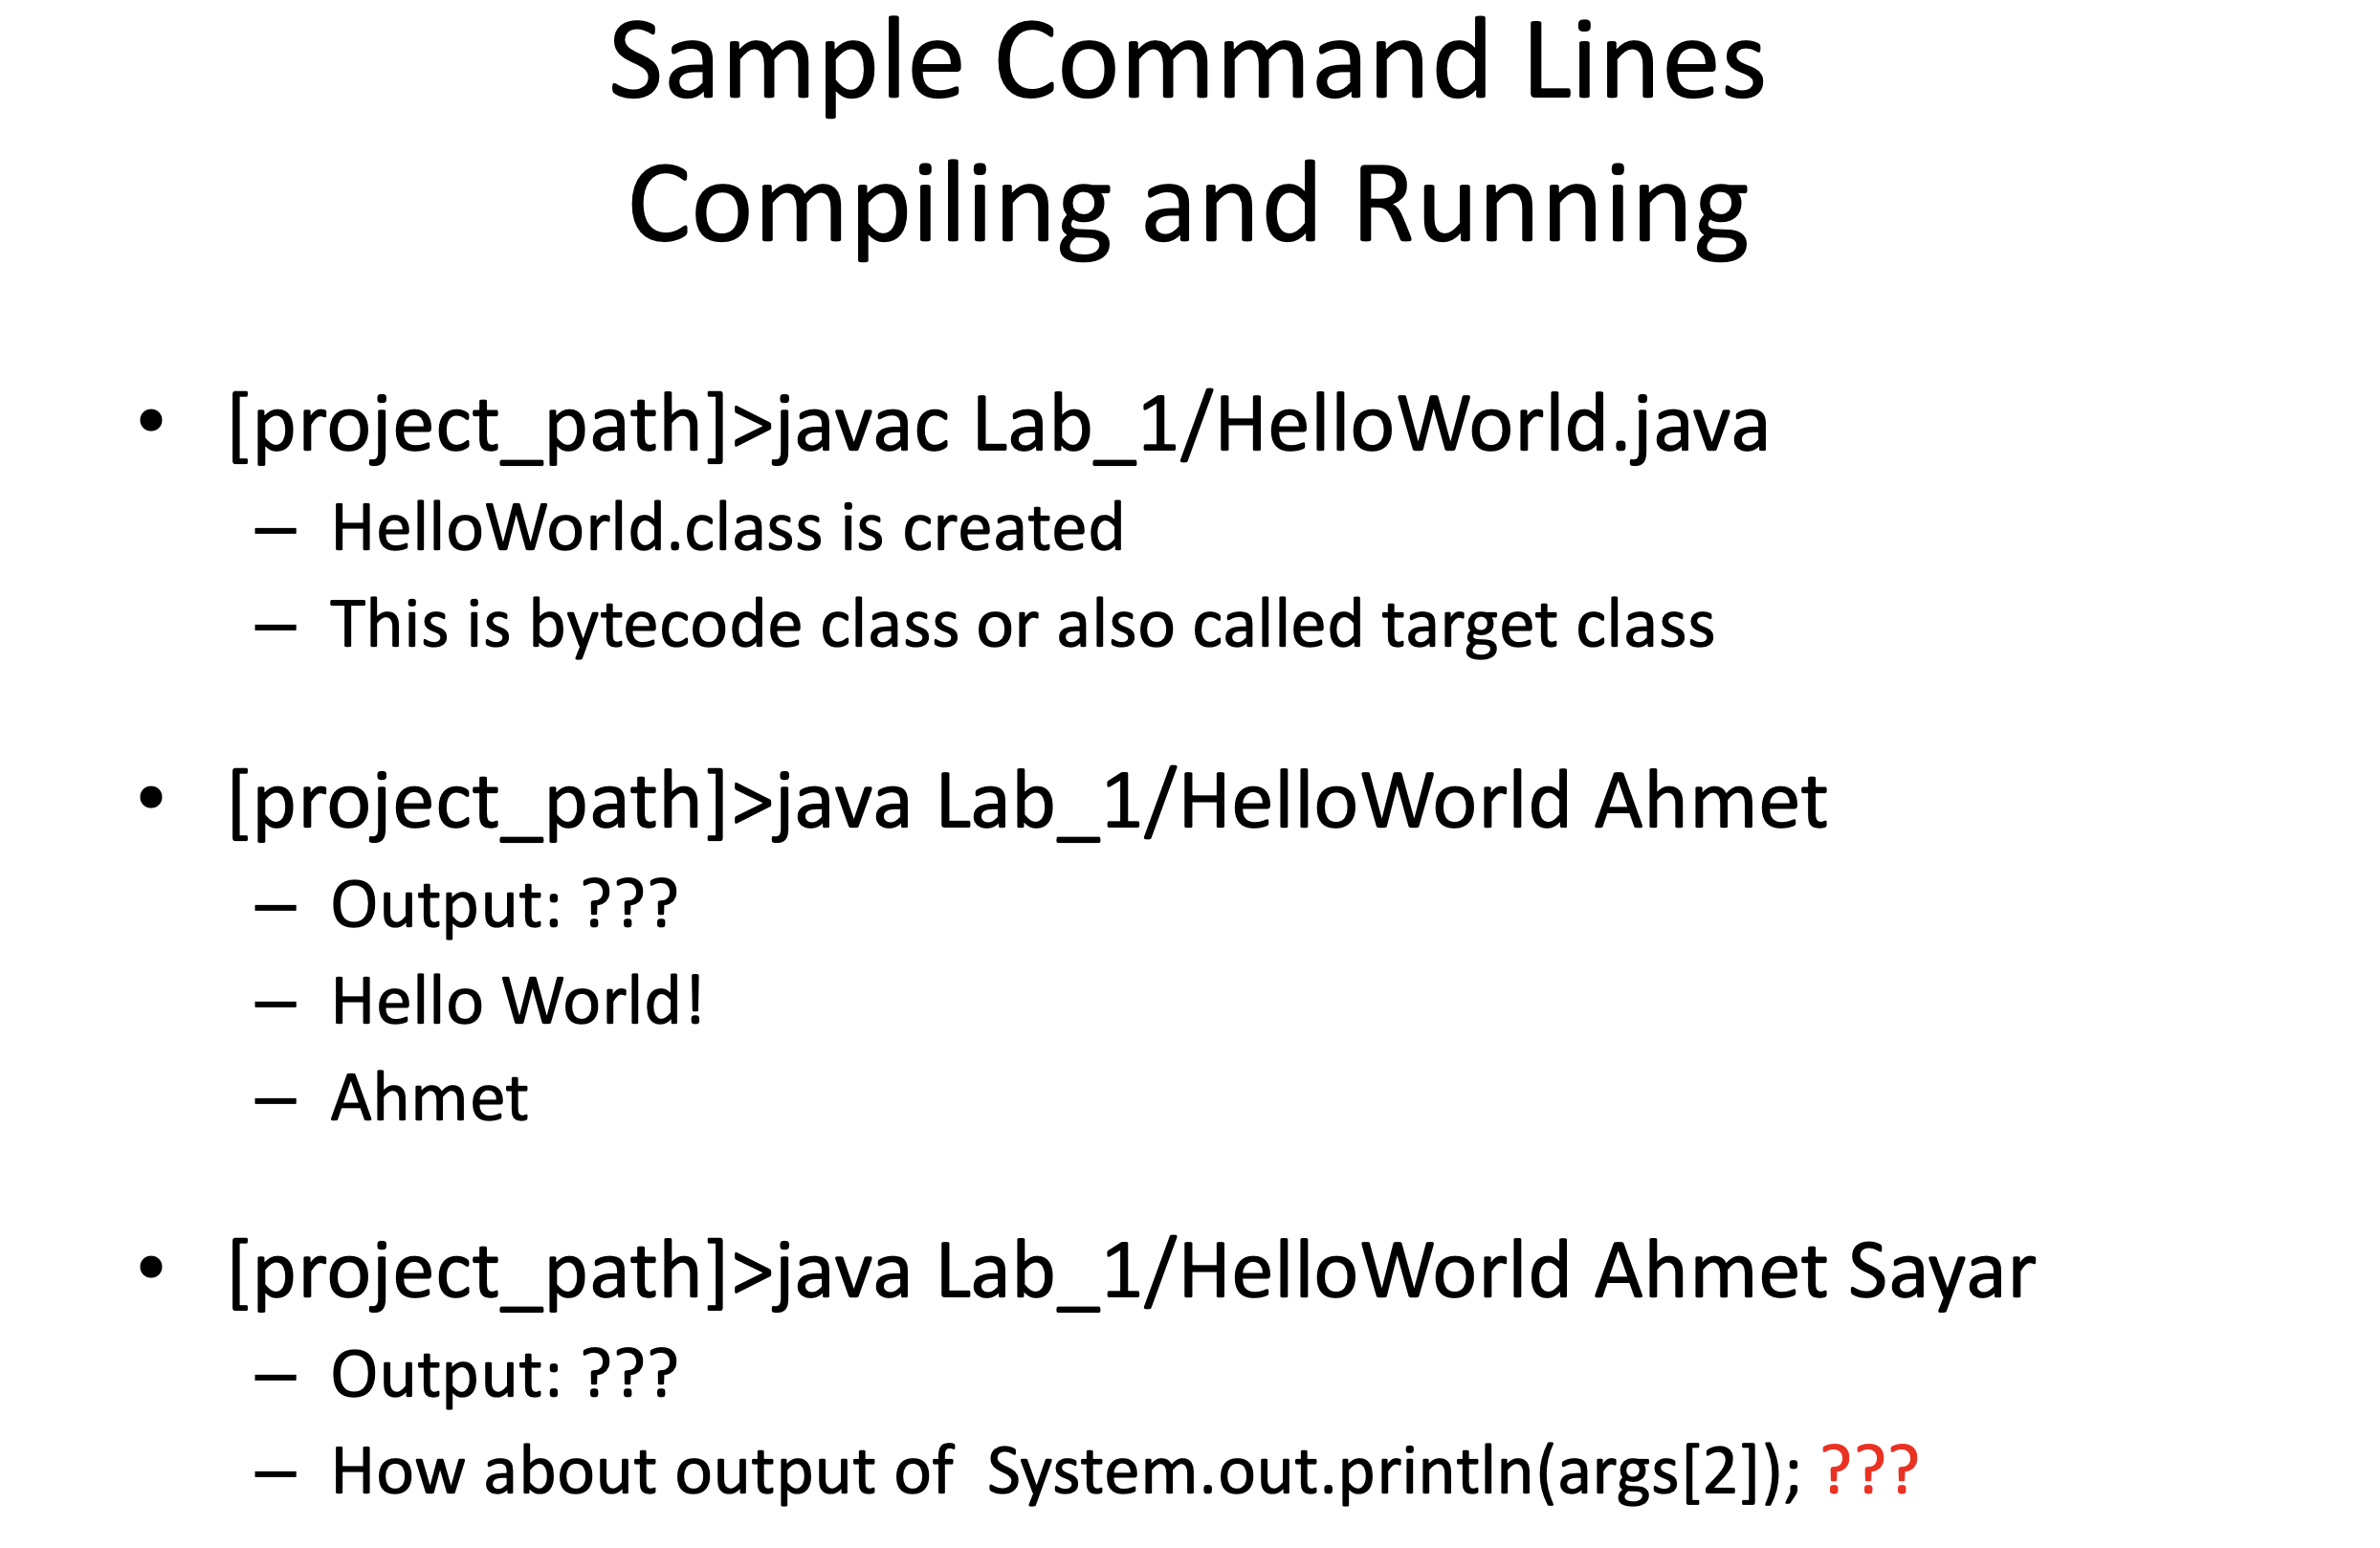 Sample Command Lines
Compiling and Running
• [project_path]>javac Lab_1/HelloWorld.java
– HelloWorld.class is created
– This is bytecode class or also called target class
• [project_path]>java Lab_1/HelloWorld Ahmet
– Output: ???
– Hello World!
– Ahmet
• [project_path]>java Lab_1/HelloWorld Ahmet Sayar
– Output: ???
– How about output of System.out.println(args[2]); ???